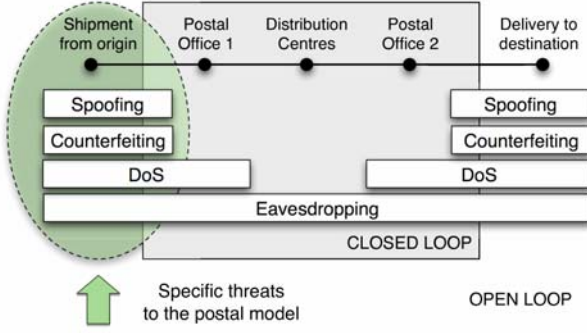 Shipment
from origin
Postal
Office 1
Distribution
Centres
Postal
Office 2
Delivery to
destination
Spoofing
Spoofing
Counterfeiting
Counterfeiting
DoS
DoS
Eavesdropping
CLOSED LOOP
Specific threats
to the postal model
OPEN LOOP